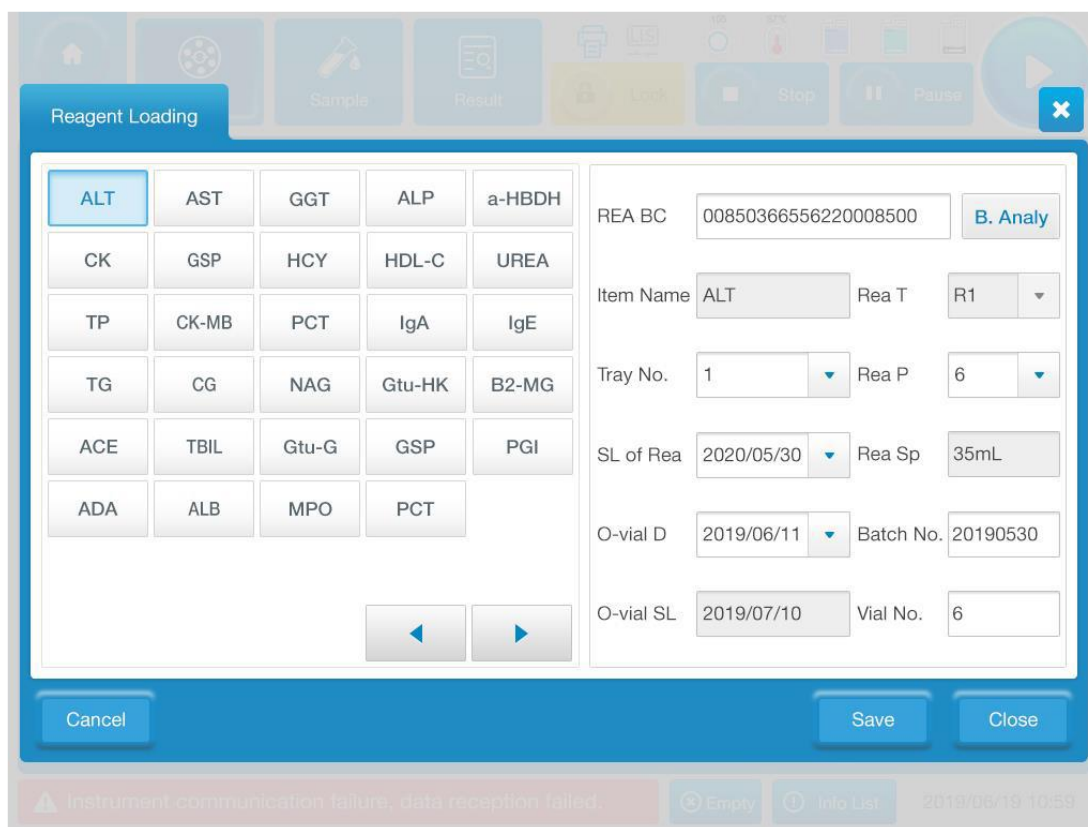 LIS
Sample
Result
Lock
Stop
Pause
Reagent Loading
ALT AST GGT ALP a-HBDH
CK GSP HCY HDL-C UREA
TP CK-MB PCT IgA IgE
TG CG NAG Gtu-HK B2-MG
ACE TBIL Gtu-G GSP PGI
ADA ALB MPO PCT
REA BC 00850366556220008500 B. Analy
Item Name ALT Rea T R1
Tray No. 1 Rea P 6
SL of Rea 2020/05/30 Rea Sp 35mL
O-vial D 2019/06/11 Batch No. 20190530
O-vial SL 2019/07/10 Vial No. 6
Cancel Save Close
Instrument communication failure, data reception failed. Empty Info List 2019/06/19 10:59